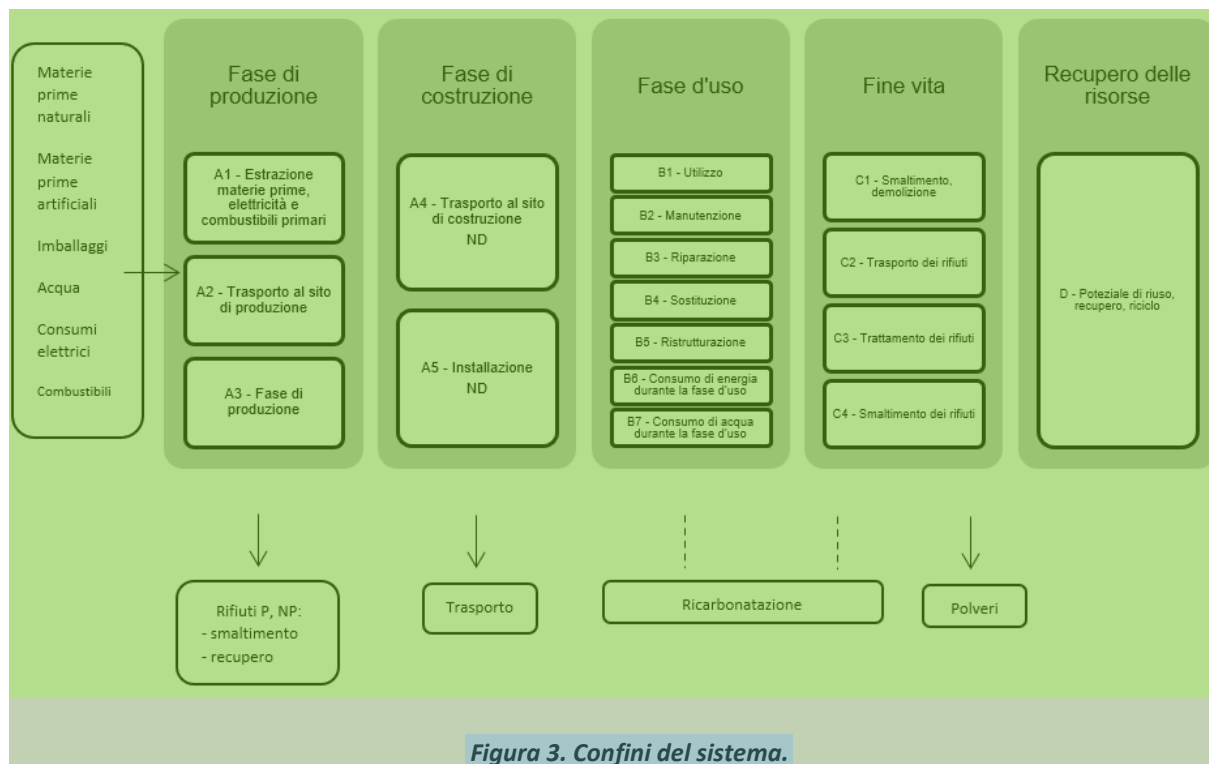 Materie
prime
naturali
Materie
prime
artificiali
Imballaggi
Acqua
Consumi
elettrici
Combustibili
Fase di
produzione
A1 - Estrazione
materie prime,
elettricità e
combustibili primari
A2 - Trasporto al sito
di produzione
A3 - Fase di
produzione
Fase di
costruzione
A4 - Trasporto al sito
di costruzione
ND
A5 - Installazione
ND
Fase d'uso
B1 - Utilizzo
B2 - Manutenzione
B3 - Riparazione
B4 - Sostituzione
B5 - Ristrutturazione
B6 - Consumo di energia
durante la fase d'uso
B7 - Consumo di acqua
durante la fase d'uso
Fine vita
C1 - Smaltimento,
demolizione
C2 - Trasporto dei rifiuti
C3 - Trattamento dei rifiuti
C4 - Smaltimento dei rifiuti
Recupero delle
risorse
D - Poteziale di riuso,
recupero, riciclo
Rifiuti P, NP:
- smaltimento
- recupero
Trasporto
Ricarbonatazione
Polveri
Figura 3. Confini del sistema.